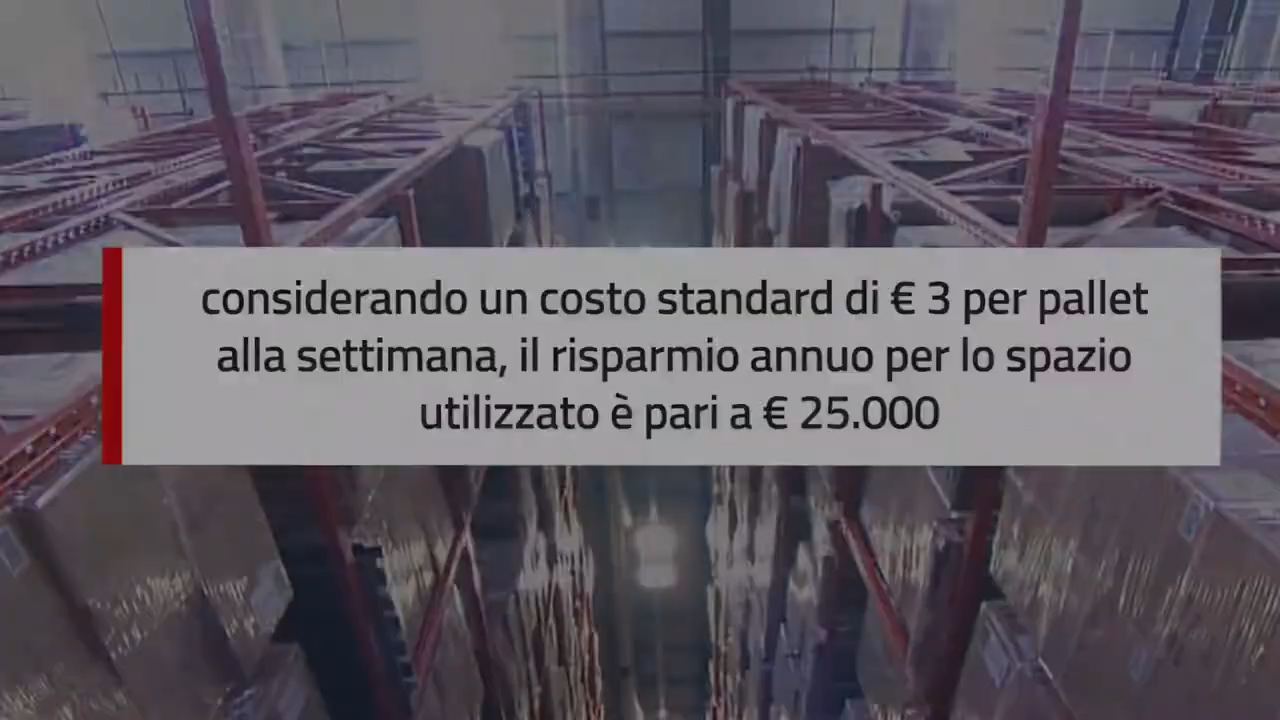 considerando un costo standard di € 3 per pallet
alla settimana, il risparmio annuo per lo spazio
utilizzato è pari a € 25.000